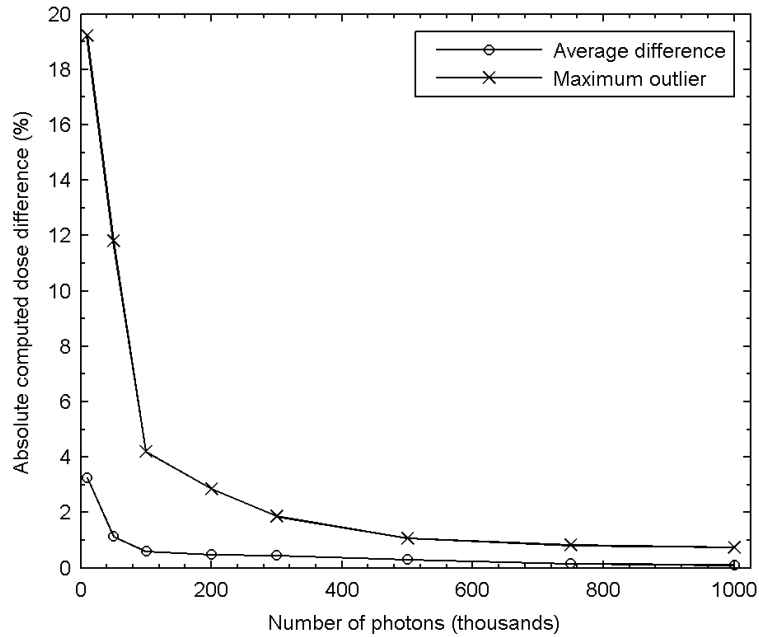 20
18
16
14
12
10
8
6
4
2
0
Absolute computed dose difference (%)
Average difference
Maximum outlier
0 200 400 600 800 1000
Number of photons (thousands)